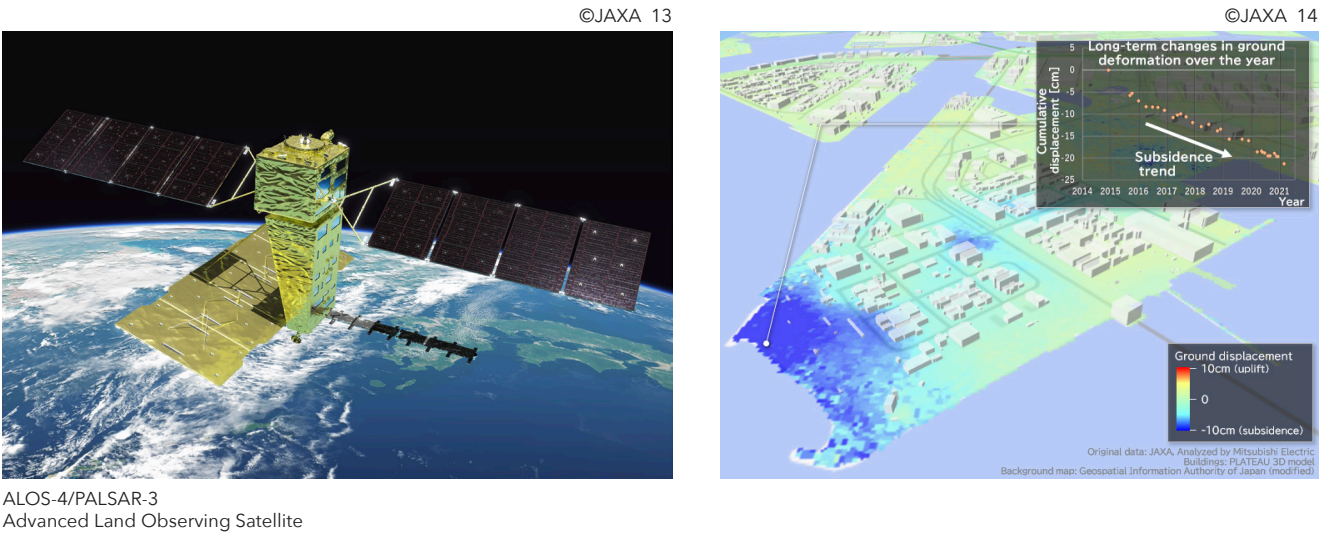 ©JAXA 13
©JAXA 14
ALOS-4/PALSAR-3
Advanced Land Observing Satellite
Long-term changes in ground
deformation over the year
Cumulative
displacement [cm]
5
0
-5
-10
-15
-20
-25
Subsidence
trend
2014 2015 2016 2017 2018 2019 2020 2021
Year
Ground displacement
10cm (uplift)
0
-10cm (subsidence)
Original data: JAXA, Analyzed by Mitsubishi Electric
Buildings: PLATEAU 3D model
Background map: Geospatial Information Authority of Japan (modified)